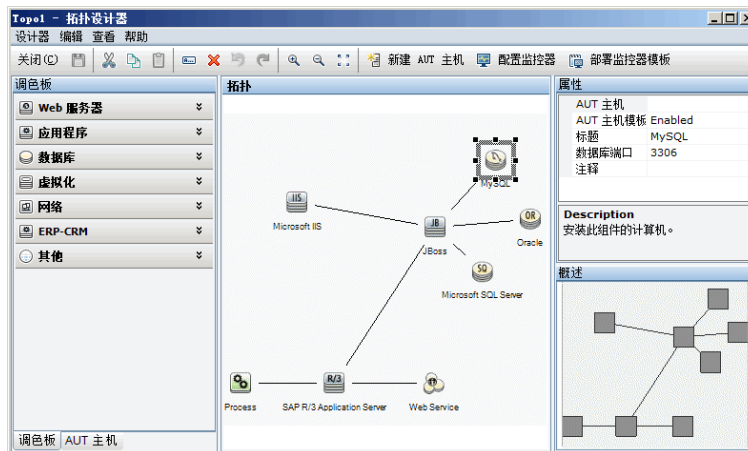 Topo1 - 拓扑设计器
设计器 编辑 查看 帮助
关闭(C) 新建 AUT 主机 配置监控器 部署监控器模板
调色板
Web 服务器
应用程序
数据库
虚拟化
网络
ERP-CRM
其他
调色板 AUT 主机
拓扑
MySQL
IIS
Microsoft IIS
JB
JBoss
OR
Oracle
SQ
Microsoft SQL Server
Process
R/3
SAP R/3 Application Server
Web Service
属性
AUT 主机
AUT 主机模板 Enabled
标题 MySQL
数据库端口 3306
注释
Description
安装此组件的计算机。
概述